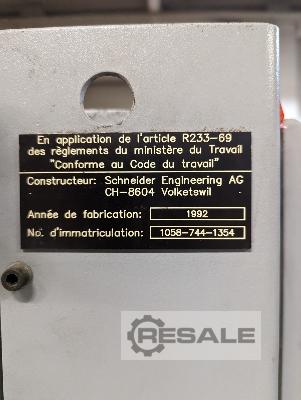 En application de l'article R233-69
des règlements du ministère du Travail
"Conforme au Code du travail"
Constructeur: Schneider Engineering AG
CH-8604 Volketswil
Année de fabrication: 1992
No. d'immatriculation: 1058-744-1354
RESALE